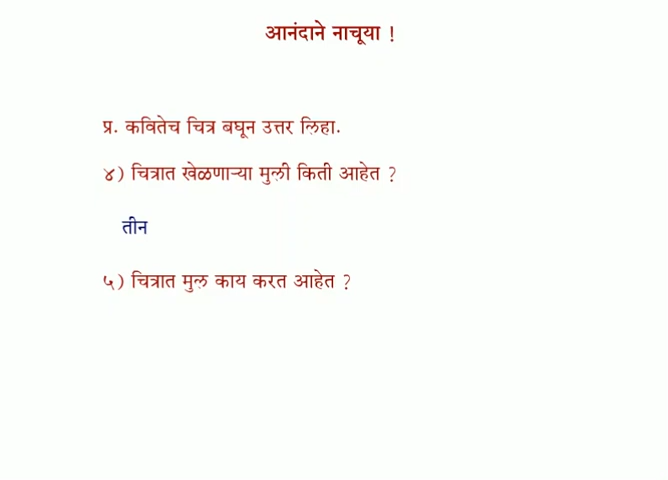 आनंदाने नाचूया !
प्र. कवितेच चित्र बघून उत्तर लिहा.
४) चित्रात खेळणाऱ्या मुली किती आहेत ?
तीन
५) चित्रात मुल काय करत आहेत ?